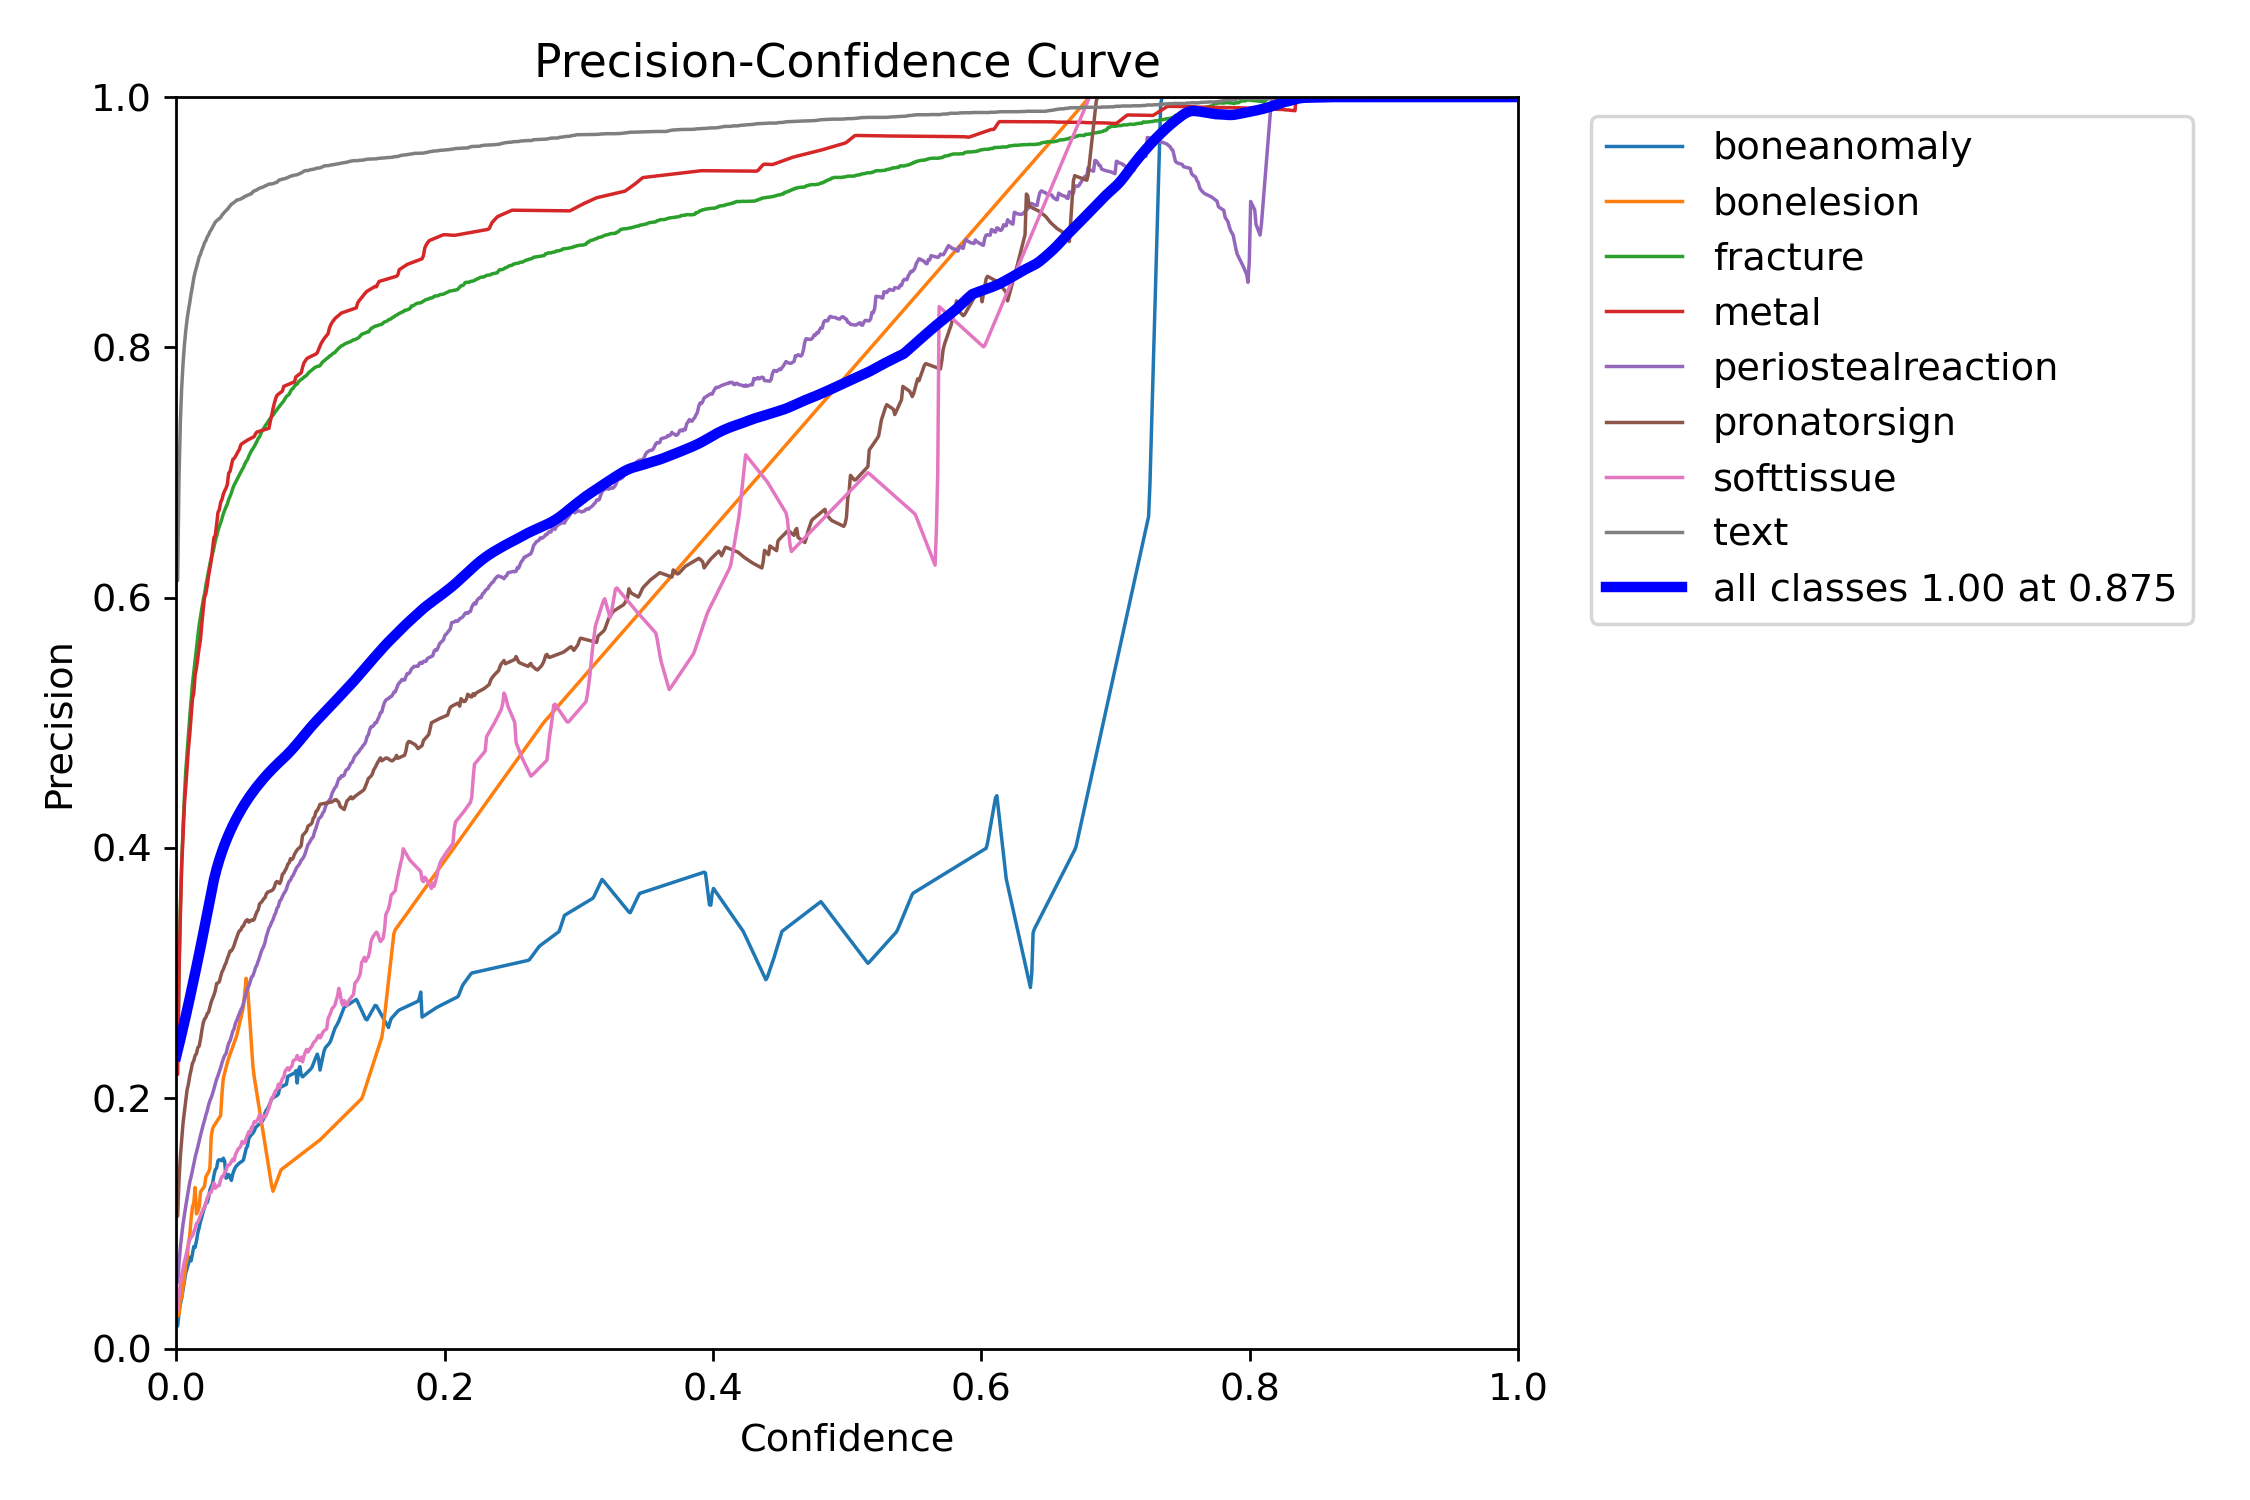 Precision-Confidence Curve
1.0
0.8
0.6
0.4
0.2
0.0
Precision
0.0 0.2 0.4 0.6 0.8 1.0
Confidence
boneanomaly
bonelesion
fracture
metal
periostealreaction
pronatorsign
softtissue
text
all classes 1.00 at 0.875